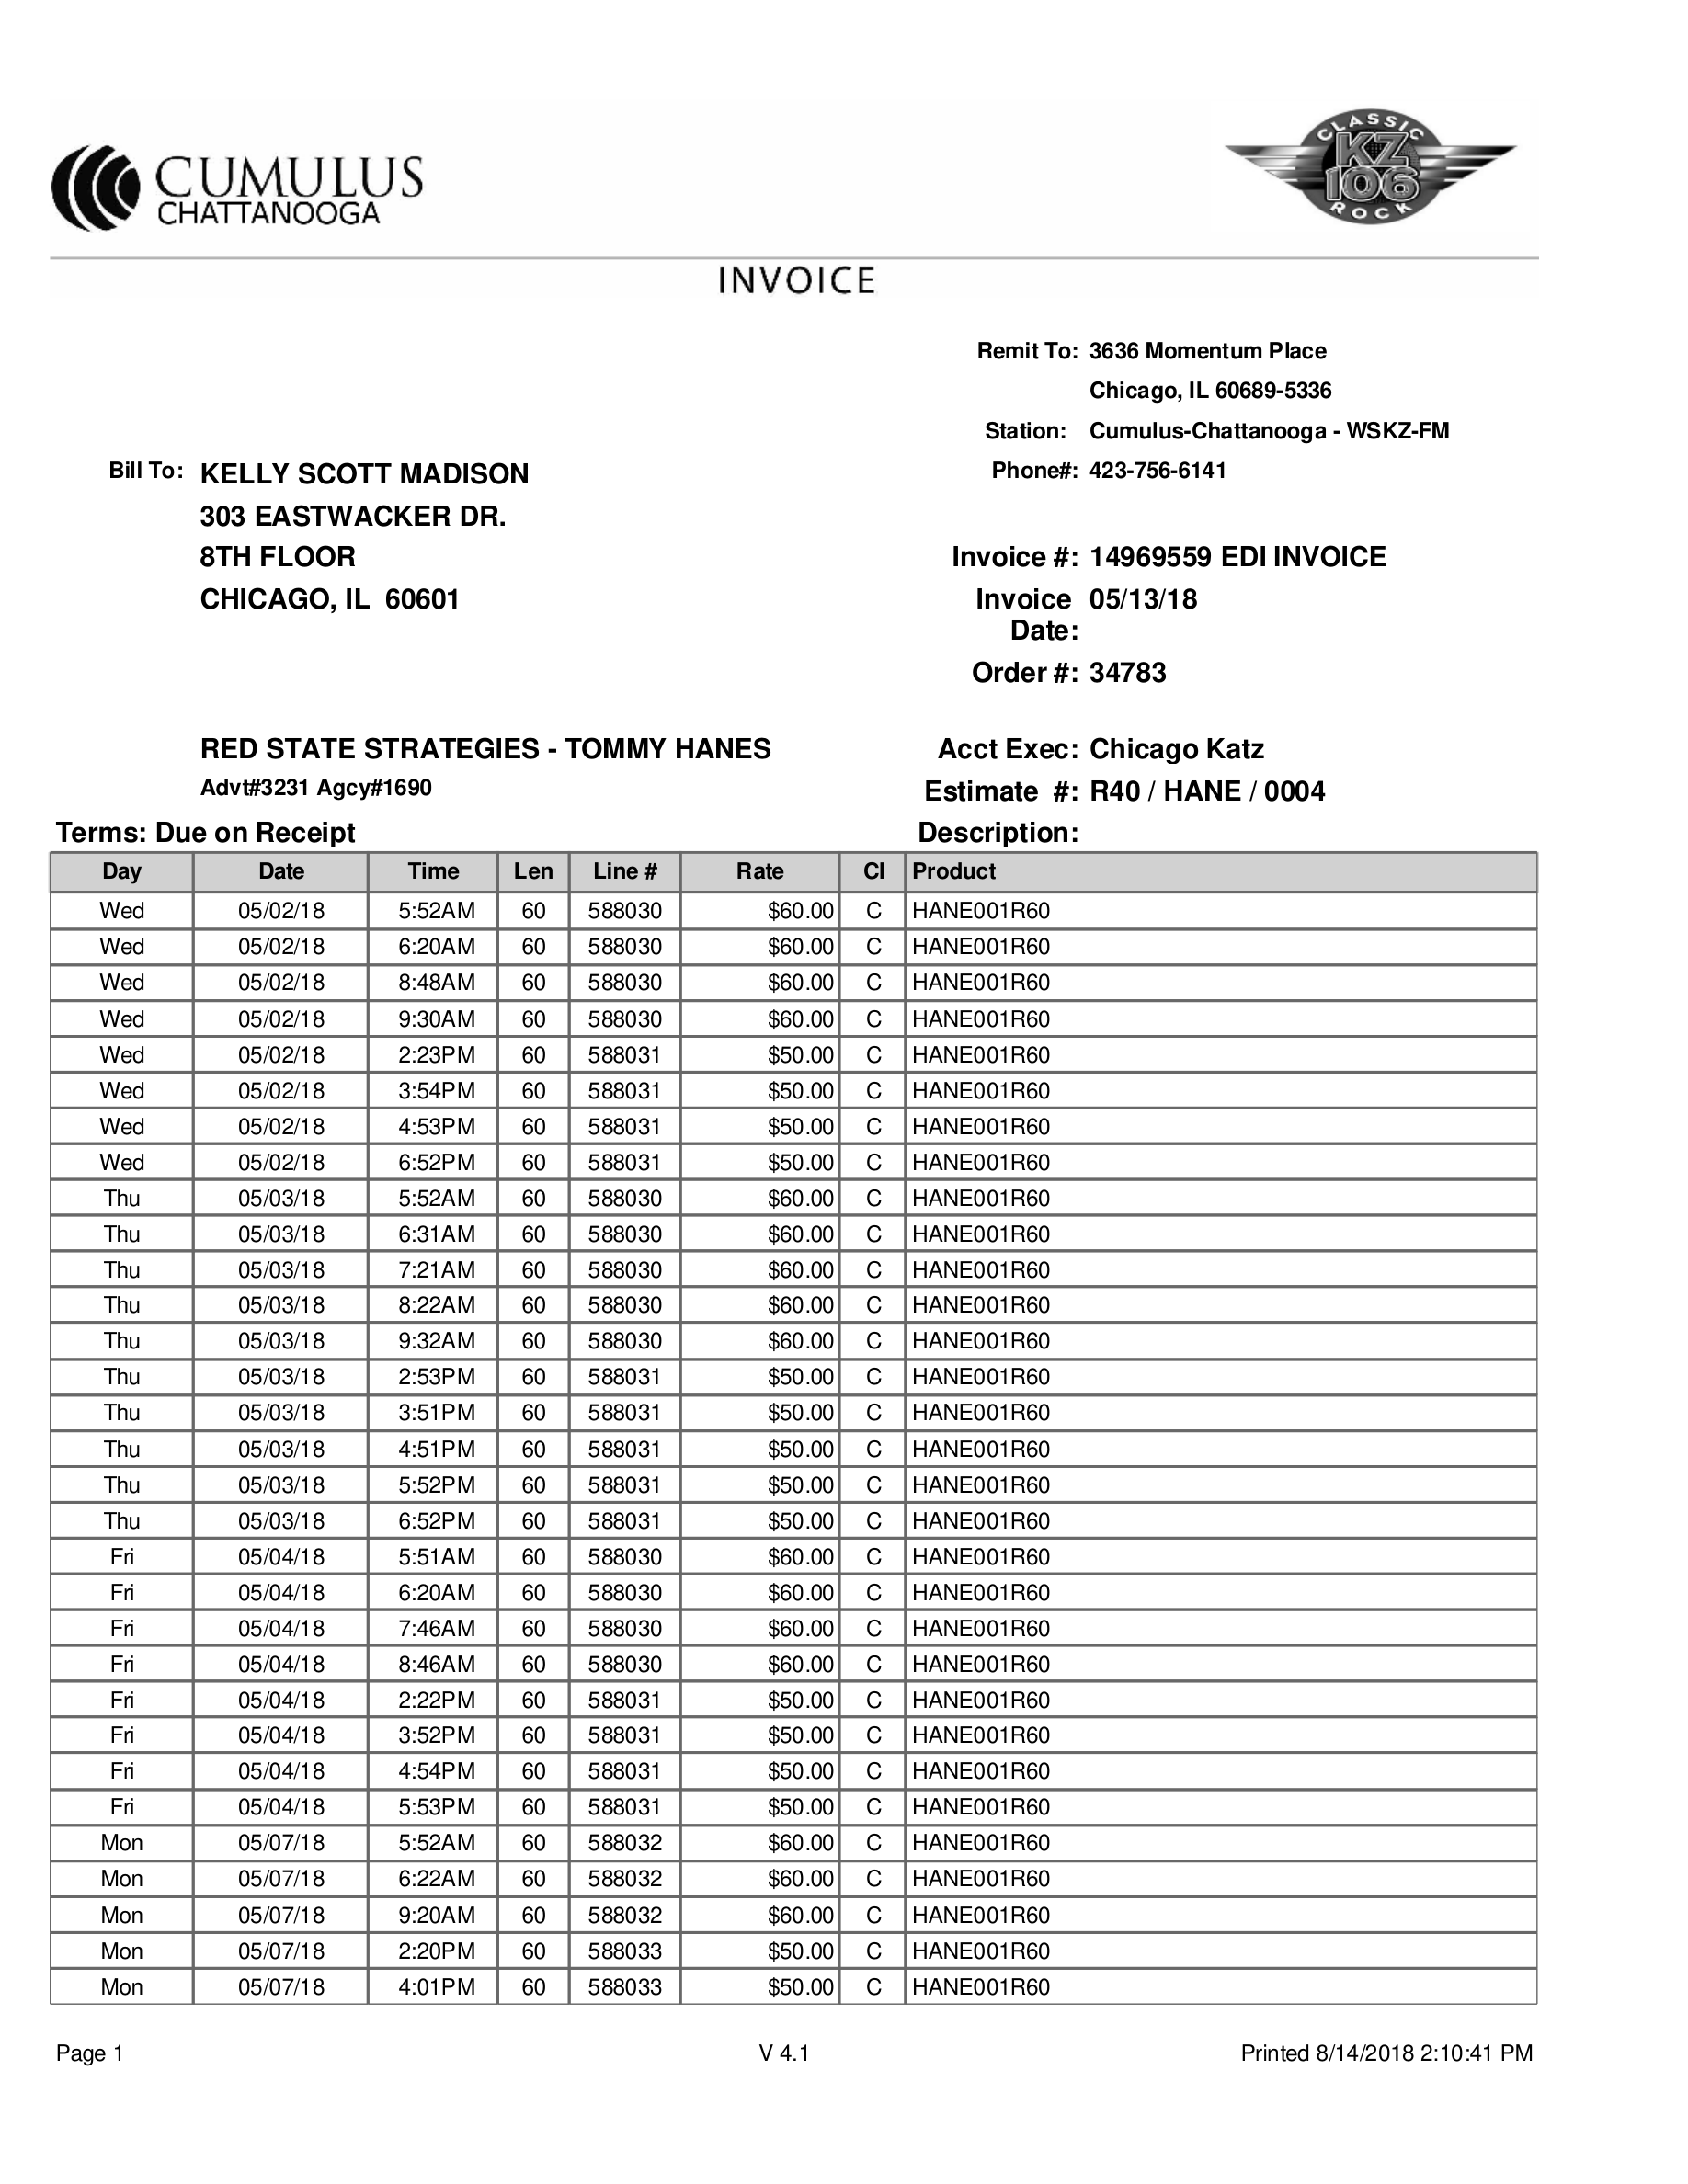 CUMULUS
CHATTANOOGA
CLASSIC
KZ
106
ROCK
INVOICE
Remit To: 3636 Momentum Place
Chicago, IL 60689-5336
Station: Cumulus-Chattanooga - WSKZ-FM
Bill To: KELLY SCOTT MADISON Phone#: 423-756-6141
303 EASTWACKER DR.
8TH FLOOR Invoice #: 14969559 EDI INVOICE
CHICAGO, IL 60601 Invoice Date: 05/13/18
Order #: 34783
RED STATE STRATEGIES - TOMMY HANES Acct Exec: Chicago Katz
Advt#3231 Agcy#1690 Estimate #: R40 / HANE / 0004
Terms: Due on Receipt Description:
Day Date Time Len Line # Rate Cl Product
Wed 05/02/18 5:52AM 60 588030 $60.00 C HANE001R60
Wed 05/02/18 6:20AM 60 588030 $60.00 C HANE001R60
Wed 05/02/18 8:48AM 60 588030 $60.00 C HANE001R60
Wed 05/02/18 9:30AM 60 588030 $60.00 C HANE001R60
Wed 05/02/18 2:23PM 60 588031 $50.00 C HANE001R60
Wed 05/02/18 3:54PM 60 588031 $50.00 C HANE001R60
Wed 05/02/18 4:53PM 60 588031 $50.00 C HANE001R60
Wed 05/02/18 6:52PM 60 588031 $50.00 C HANE001R60
Thu 05/03/18 5:52AM 60 588030 $60.00 C HANE001R60
Thu 05/03/18 6:31AM 60 588030 $60.00 C HANE001R60
Thu 05/03/18 7:21AM 60 588030 $60.00 C HANE001R60
Thu 05/03/18 8:22AM 60 588030 $60.00 C HANE001R60
Thu 05/03/18 9:32AM 60 588030 $60.00 C HANE001R60
Thu 05/03/18 2:53PM 60 588031 $50.00 C HANE001R60
Thu 05/03/18 3:51PM 60 588031 $50.00 C HANE001R60
Thu 05/03/18 4:51PM 60 588031 $50.00 C HANE001R60
Thu 05/03/18 5:52PM 60 588031 $50.00 C HANE001R60
Thu 05/03/18 6:52PM 60 588031 $50.00 C HANE001R60
Fri 05/04/18 5:51AM 60 588030 $60.00 C HANE001R60
Fri 05/04/18 6:20AM 60 588030 $60.00 C HANE001R60
Fri 05/04/18 7:46AM 60 588030 $60.00 C HANE001R60
Fri 05/04/18 8:46AM 60 588030 $60.00 C HANE001R60
Fri 05/04/18 2:22PM 60 588031 $50.00 C HANE001R60
Fri 05/04/18 3:52PM 60 588031 $50.00 C HANE001R60
Fri 05/04/18 4:54PM 60 588031 $50.00 C HANE001R60
Fri 05/04/18 5:53PM 60 588031 $50.00 C HANE001R60
Mon 05/07/18 5:52AM 60 588032 $60.00 C HANE001R60
Mon 05/07/18 6:22AM 60 588032 $60.00 C HANE001R60
Mon 05/07/18 9:20AM 60 588032 $60.00 C HANE001R60
Mon 05/07/18 2:20PM 60 588033 $50.00 C HANE001R60
Mon 05/07/18 4:01PM 60 588033 $50.00 C HANE001R60
Page 1 V 4.1 Printed 8/14/2018 2:10:41 PM